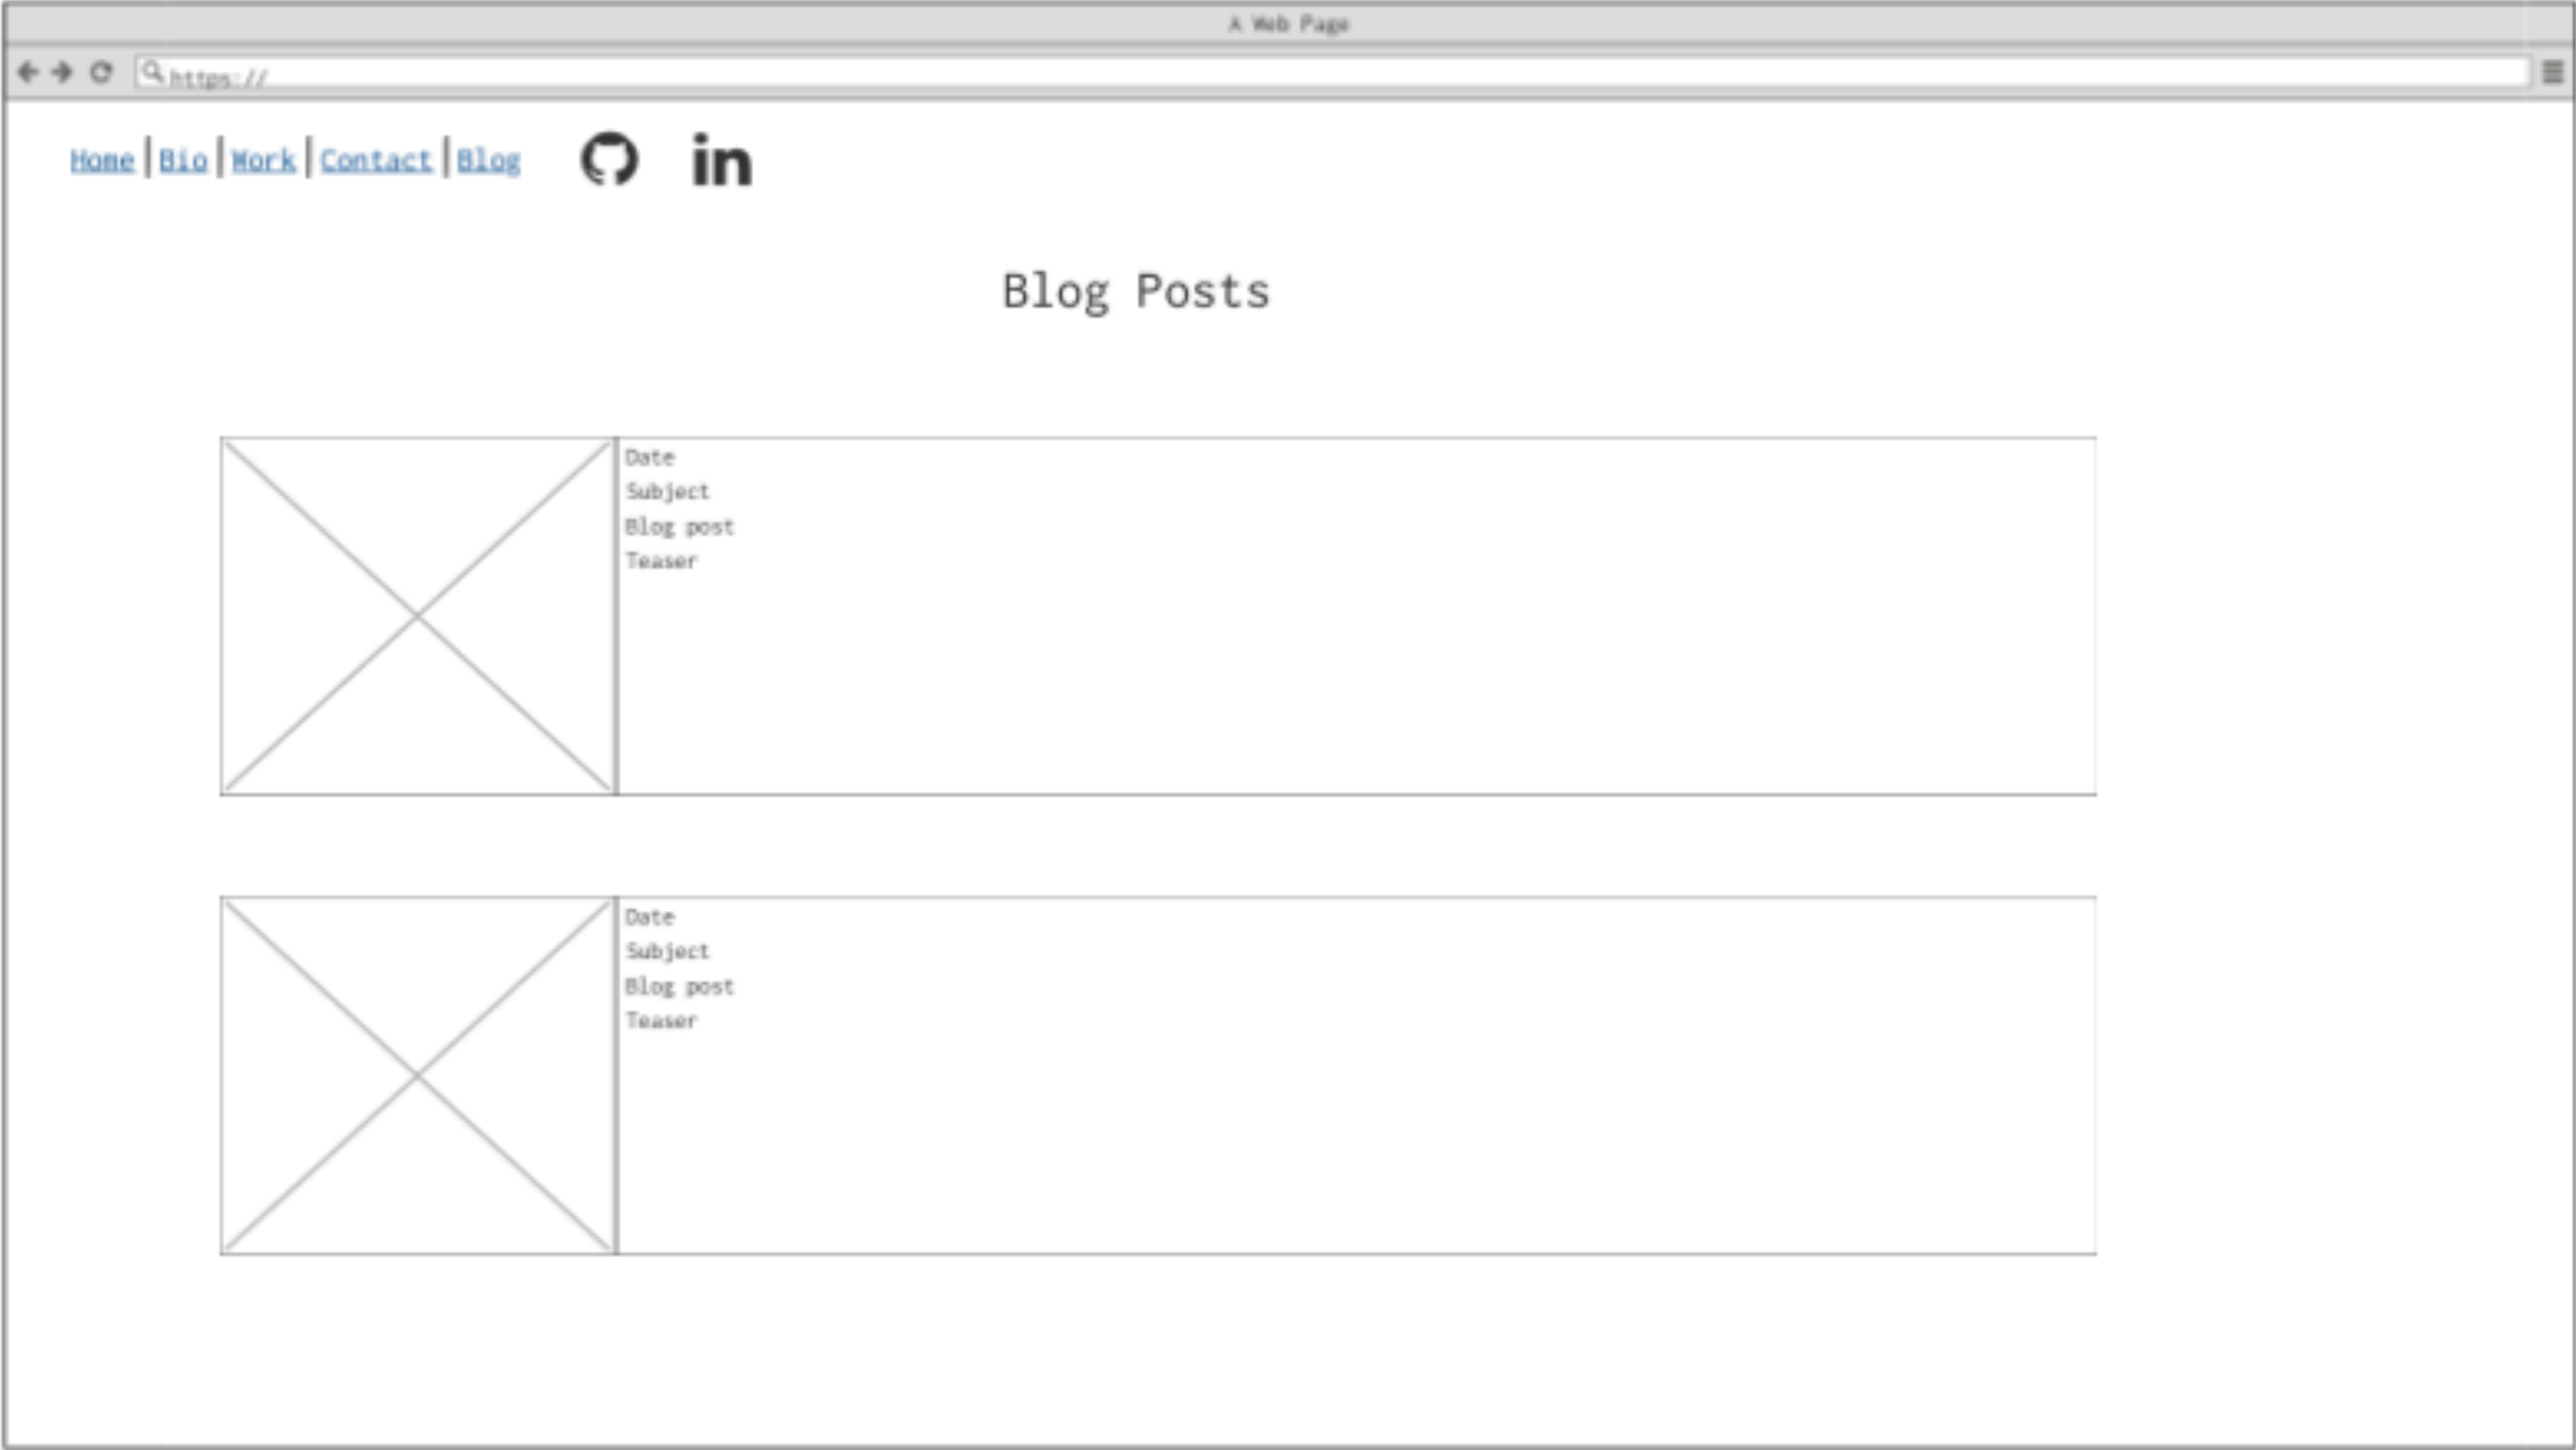 A Web Page
https://
Home | Bio | Work | Contact | Blog in
Blog Posts
Date
Subject
Blog post
Teaser
Date
Subject
Blog post
Teaser